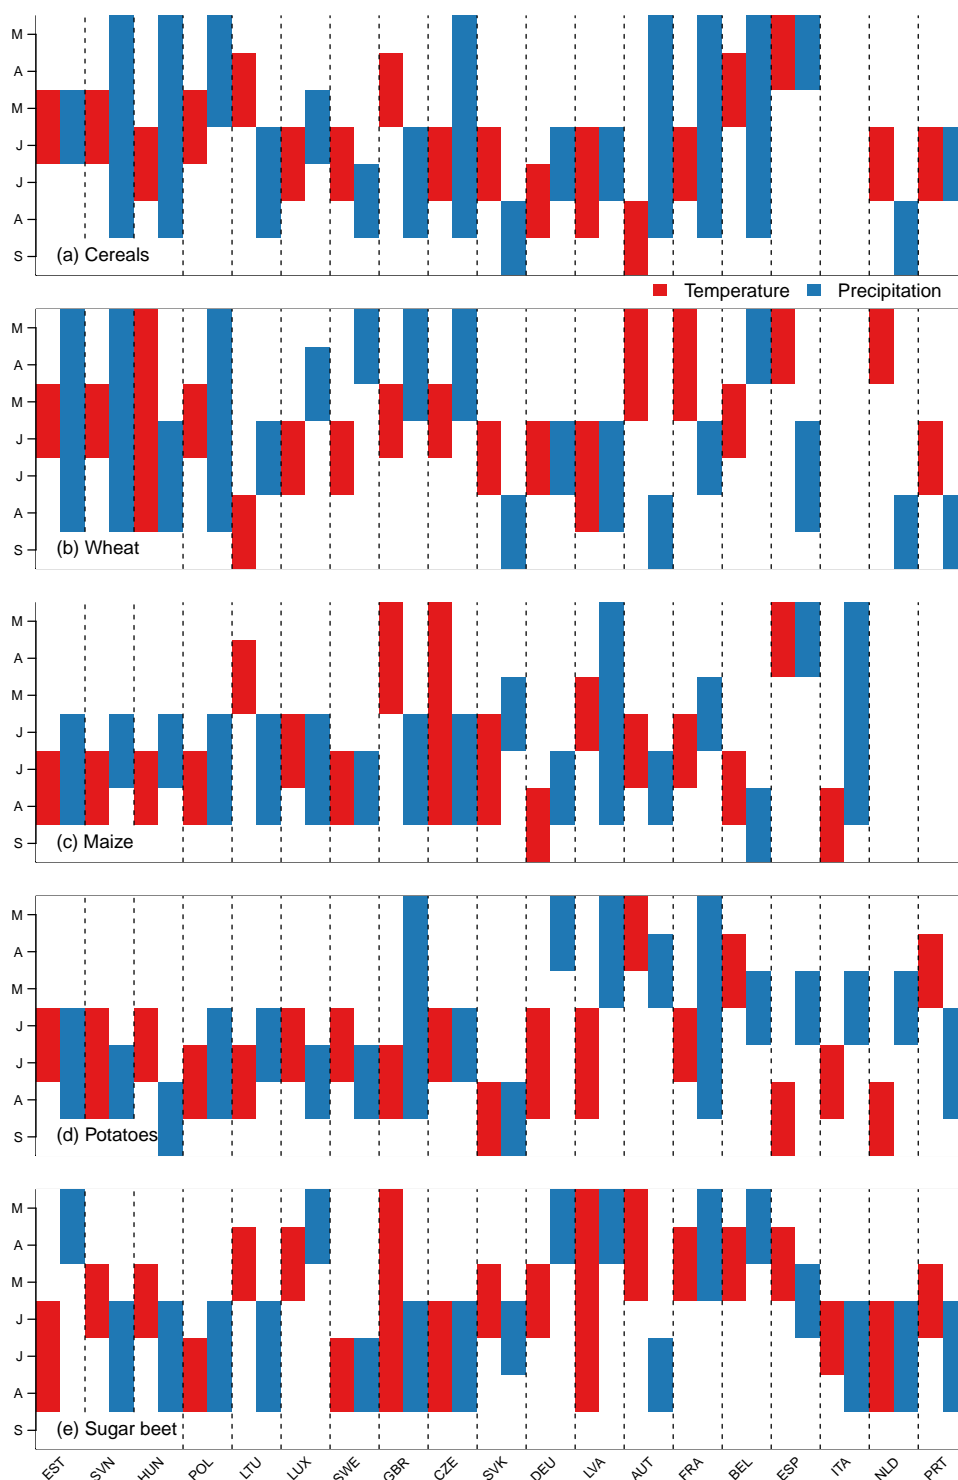 M
A
M
J
J
A
S
(a) Cereals
Temperature Precipitation
M
A
M
J
J
A
S
(b) Wheat
M
A
M
J
J
A
S
(c) Maize
M
A
M
J
J
A
S
(d) Potatoes
M
A
M
J
J
A
S
(e) Sugar beet
EST SVN HUN POL LTU LUX SWE GBR CZE SVK DEU LVA AUT FRA BEL ESP ITA NLD PRT